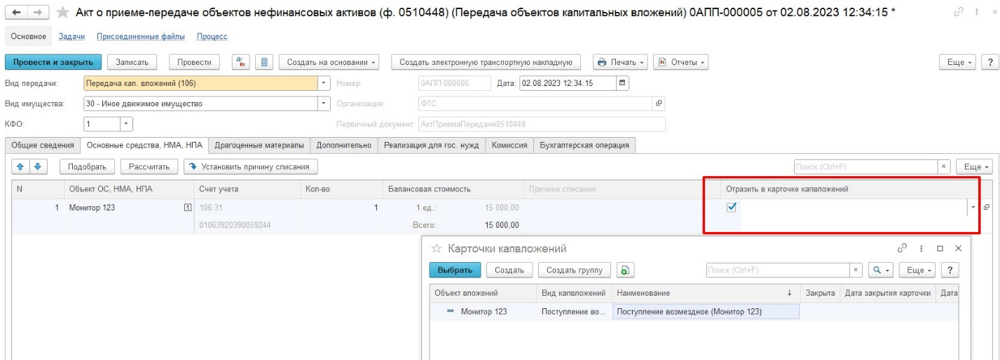 Акт о приеме-передаче объектов нефинансовых активов (ф. 0510448) (Передача объектов капитальных вложений) 0АПП-000005 от 02.08.2023 12:34:15 *
Основное Задачи Присоединенные файлы Процесс
Провести и закрыть Записать Провести Дт Кт Создать на основании Создать электронную транспортную накладную Печать Отчеты Еще ?
Вид передачи: Передача кап. вложений (106) Номер: 0АПП-000005 Дата: 02.08.2023 12:34:15
Вид имущества: 30 - Иное движимое имущество Организация: ФТС
КФО: 1 Первичный документ: АктПриемаПередачи0510448
Общие сведения Основные средства, НМА, НПА Драгоценные материалы Дополнительно Реализация для гос. нужд Комиссия Бухгалтерская операция
Подобрать Рассчитать Установить причину списания Поиск (Ctrl+F) × Еще
N Объект ОС, НМА, НПА Счет учета Кол-во Балансовая стоимость Причина списания Отразить в карточке капвложений
1 Монитор 123 1 106.31 1 1 ед.: 15 000,00
01063920390059244 Всего: 15 000,00
Карточки капвложений
Выбрать Создать Создать группу Поиск (Ctrl+F) × Еще ?
Объект вложений Вид капвложений Наименование ↓ Закрыта Дата закрытия карточки Дата
Монитор 123 Поступление во... Поступление возмездное (Монитор 123)